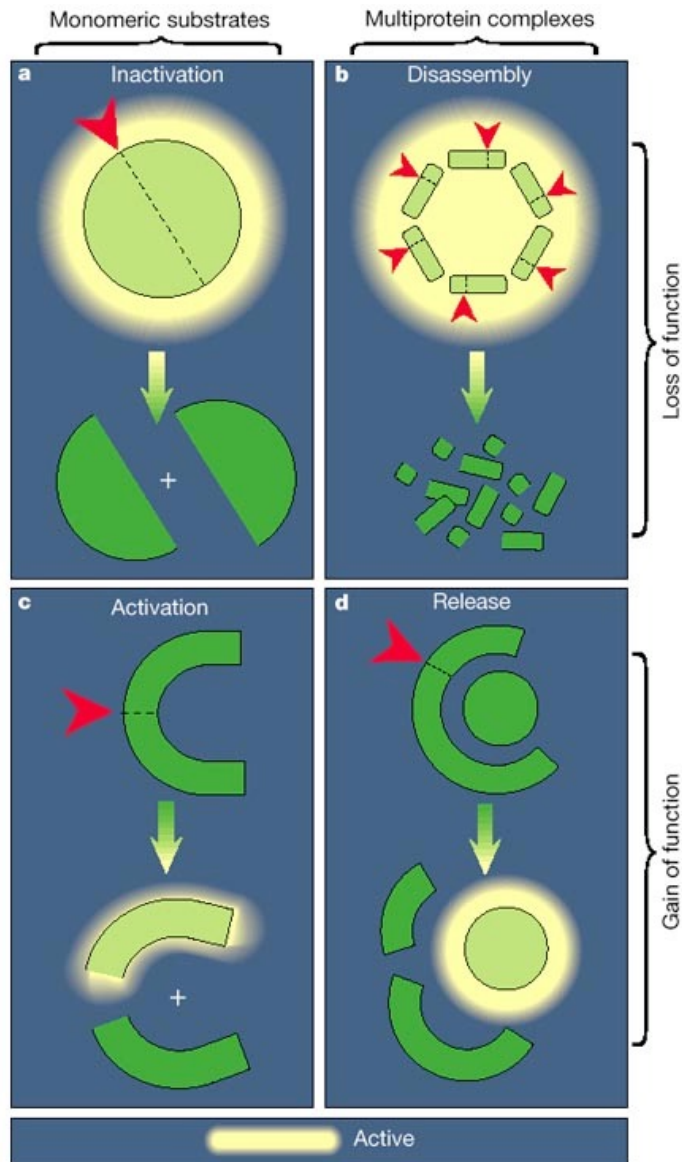 Monomeric substrates
Multiprotein complexes
a
Inactivation
b
Disassembly
+
Loss of function
c
Activation
d
Release
+
Gain of function
Active